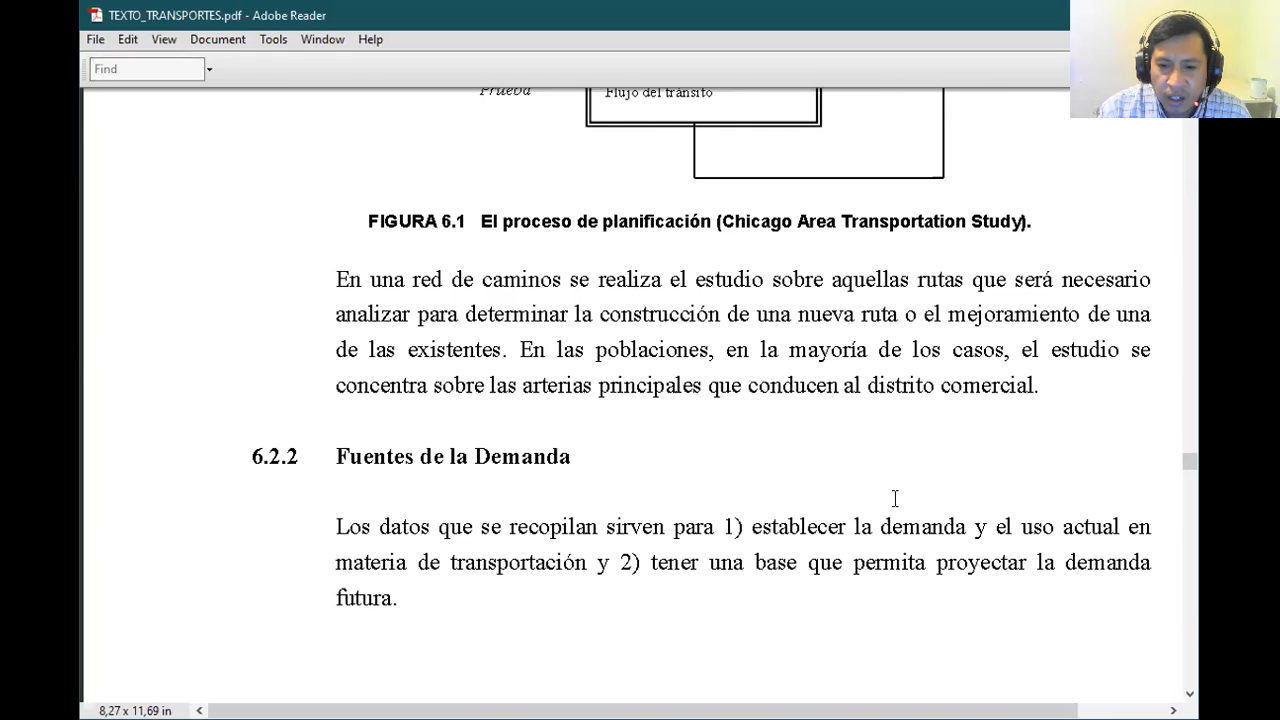 TEXTO_TRANSPORTES.pdf - Adobe Reader
File Edit View Document Tools Window Help
Find
Prueba
Flujo del tránsito
FIGURA 6.1 El proceso de planificación (Chicago Area Transportation Study).
En una red de caminos se realiza el estudio sobre aquellas rutas que será necesario
analizar para determinar la construcción de una nueva ruta o el mejoramiento de una
de las existentes. En las poblaciones, en la mayoría de los casos, el estudio se
concentra sobre las arterias principales que conducen al distrito comercial.
6.2.2 Fuentes de la Demanda
Los datos que se recopilan sirven para 1) establecer la demanda y el uso actual en
materia de transportación y 2) tener una base que permita proyectar la demanda
futura.
8,27 x 11,69 in